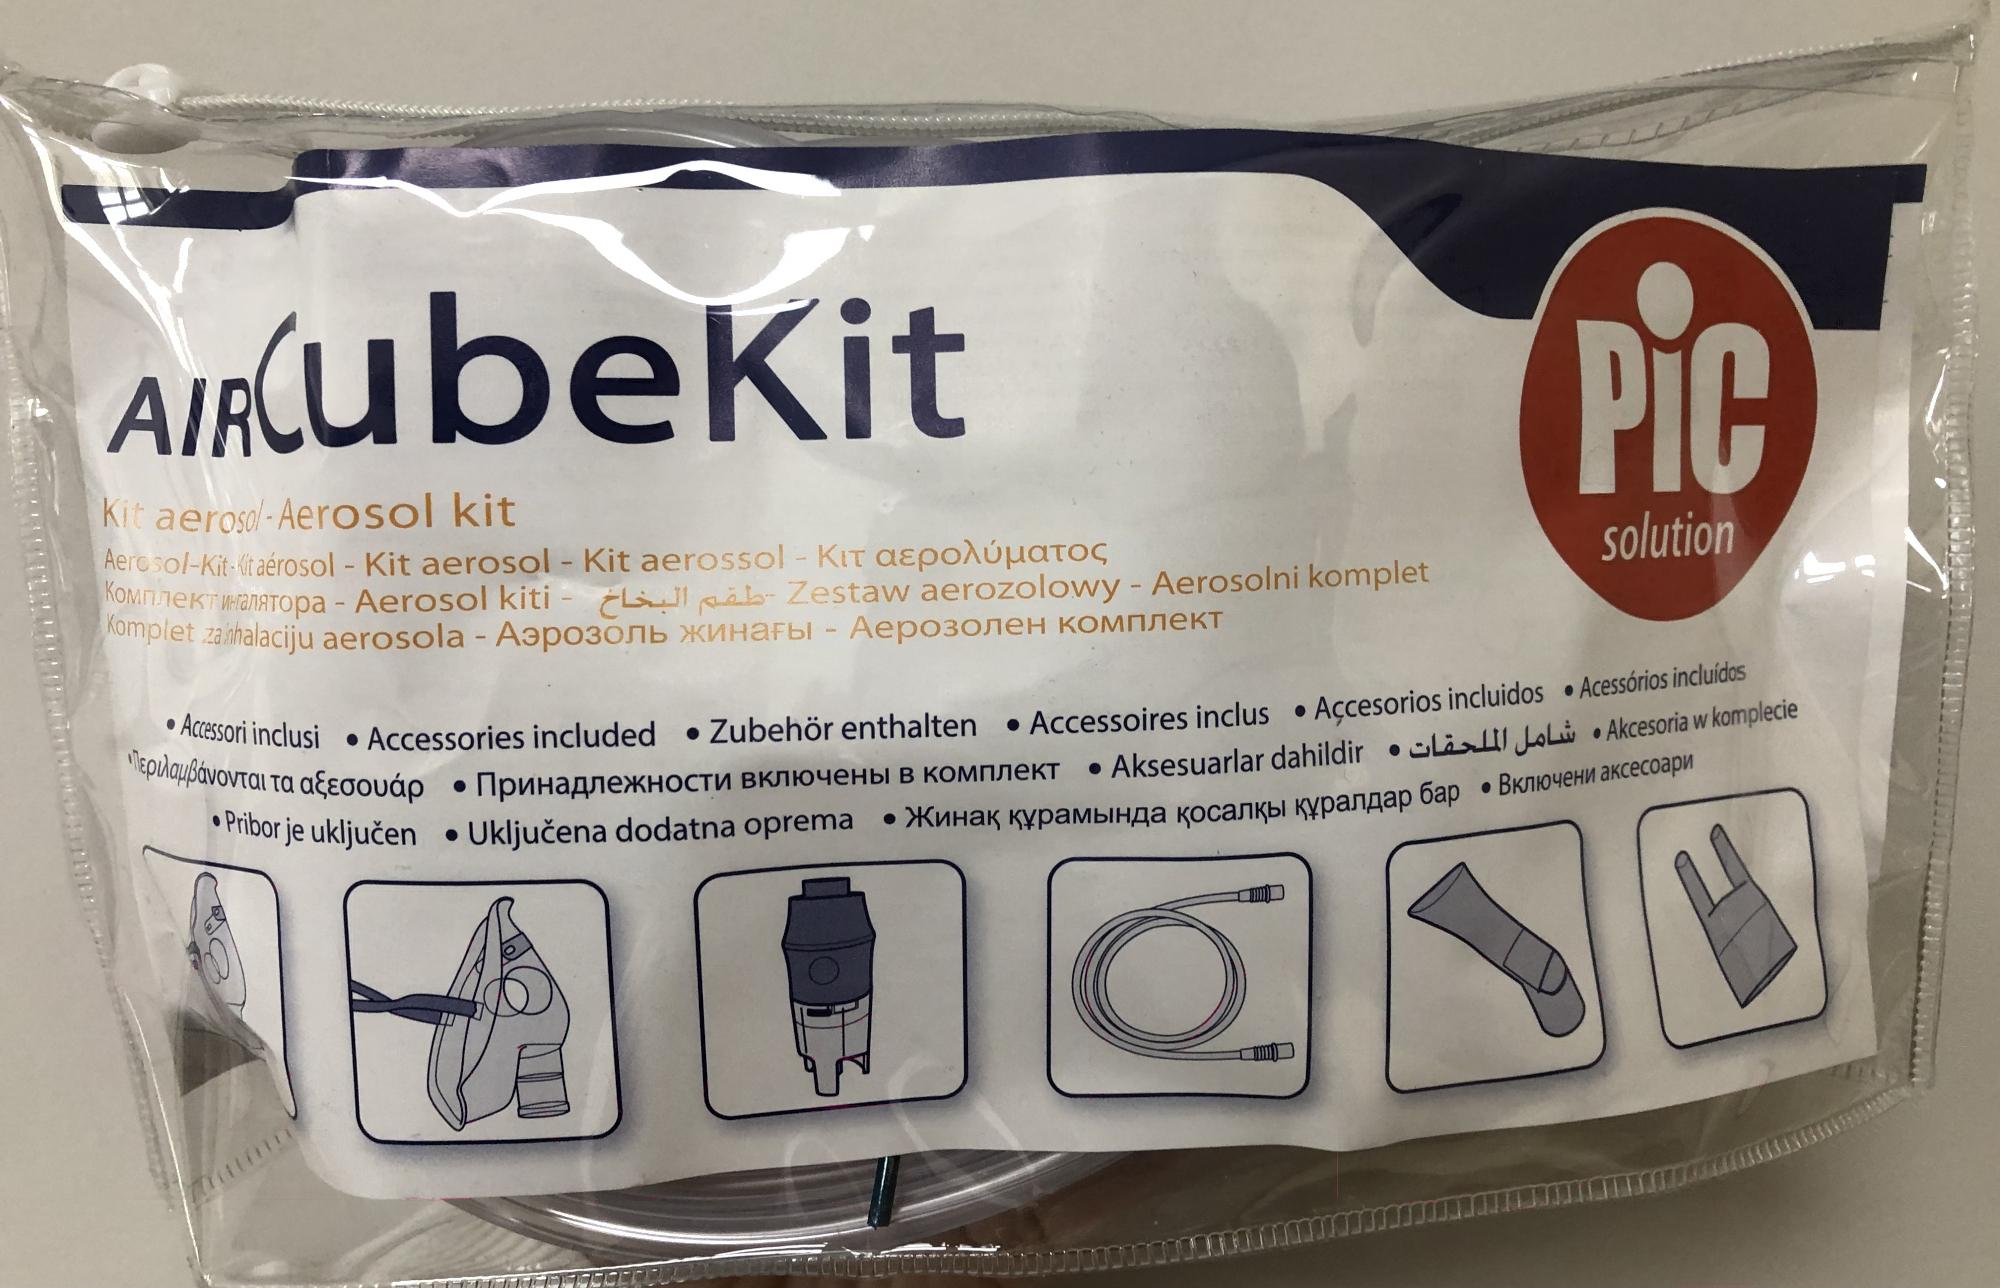 AIRCubeKit
PiC
solution
Kit aerosol - Aerosol kit
Aerosol-Kit - Kit aérosol - Kit aerosol - Kit aerossol - Κιτ αερολύματος
Комплект ингалятора - Aerosol kiti - طقم البخاخ - Zestaw aerozolowy - Aerosolni komplet
Komplet za inhalaciju aerosola - Аэрозоль жинағы - Аерозолен комплект
• Accessori inclusi • Accessories included • Zubehör enthalten • Accessoires inclus • Açcesorios incluidos • Acessórios incluídos
• Περιλαμβάνονται τα αξεσουάρ • Принадлежности включены в комплект • Aksesuarlar dahildir • شامل الملحقات • Akcesoria w komplecie
• Pribor je uključen • Uključena dodatna oprema • Жинақ құрамында қосалқы құралдар бар • Включени аксесоари